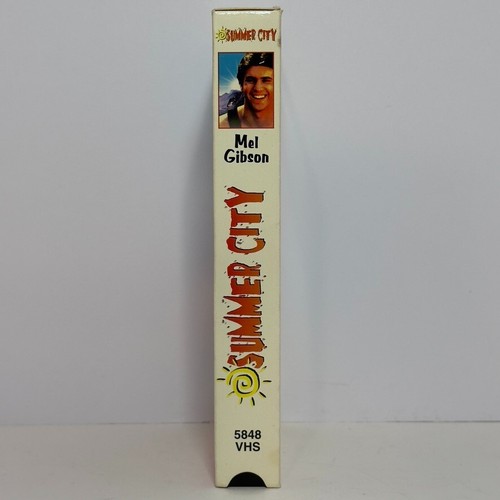 SUMMER CITY
Mel
Gibson
SUMMER CITY
5848
VHS